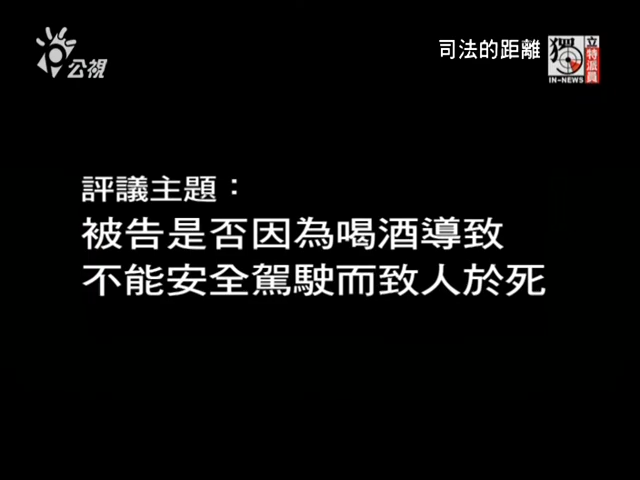 公視
司法的距離
獨立特派員
IN-NEWS
評議主題：
被告是否因為喝酒導致
不能安全駕駛而致人於死